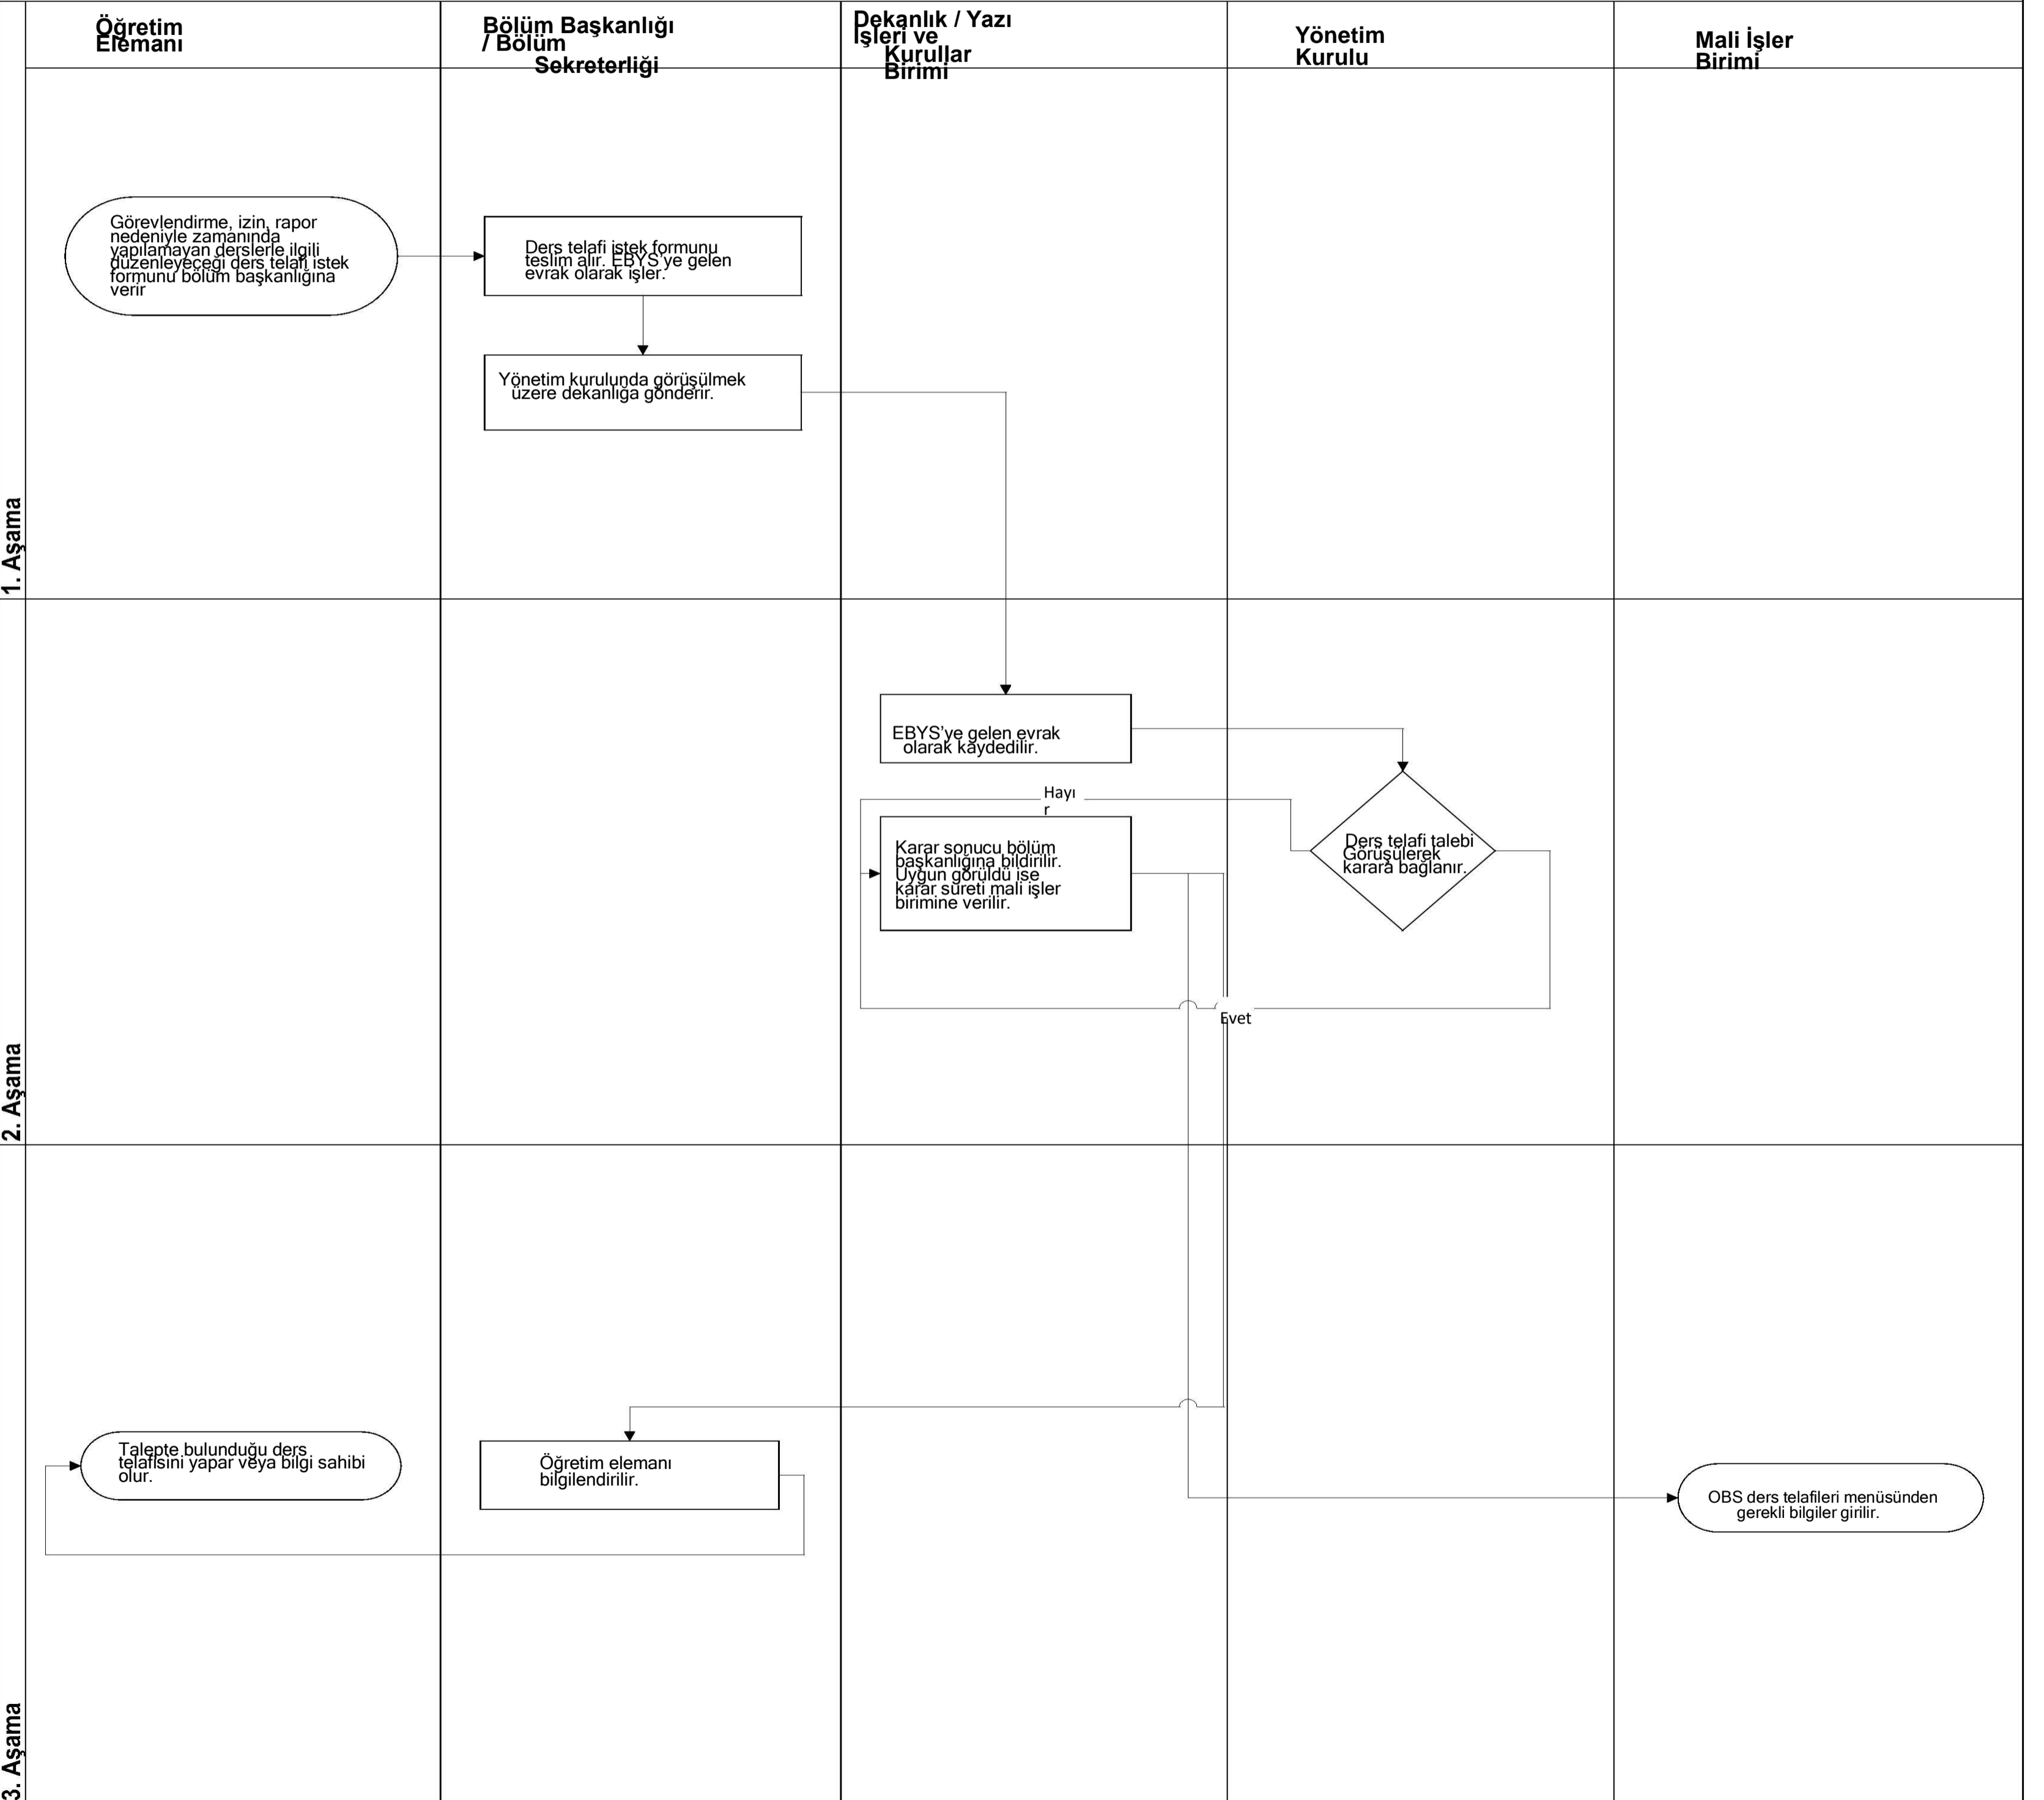 Öğretim
Elemanı
Bölüm Başkanlığı
/ Bölüm
Sekreterliği
Dekanlık / Yazı
İşleri ve
Kurullar
Birimi
Yönetim
Kurulu
Mali İşler
Birimi
1. Aşama
Görevlendirme, izin, rapor
nedeniyle zamanında
yapılamayan derslerle ilgili
düzenleyeceği ders telafi istek
formunu bölüm başkanlığına
verir
Ders telafi istek formunu
teslim alır. EBYS'ye gelen
evrak olarak işler.
Yönetim kurulunda görüşülmek
üzere dekanlığa gönderir.
2. Aşama
EBYS’ye gelen evrak
olarak kaydedilir.
Hayı
r
Karar sonucu bölüm
başkanlığına bildirilir.
Uygun görüldü ise
karar sureti mali işler
birimine verilir.
Ders telafi talebi
Görüşülerek
karara bağlanır.
Evet
3. Aşama
Talepte bulunduğu ders
telafisini yapar veya bilgi sahibi
olur.
Öğretim elemanı
bilgilendirilir.
OBS ders telafileri menüsünden
gerekli bilgiler girilir.